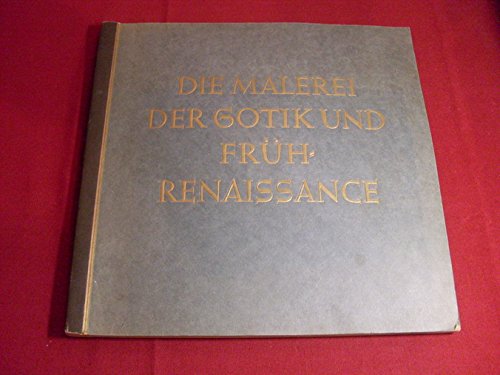 DIE MALEREI
DER GOTIK UND
FRÜH-
RENAISSANCE